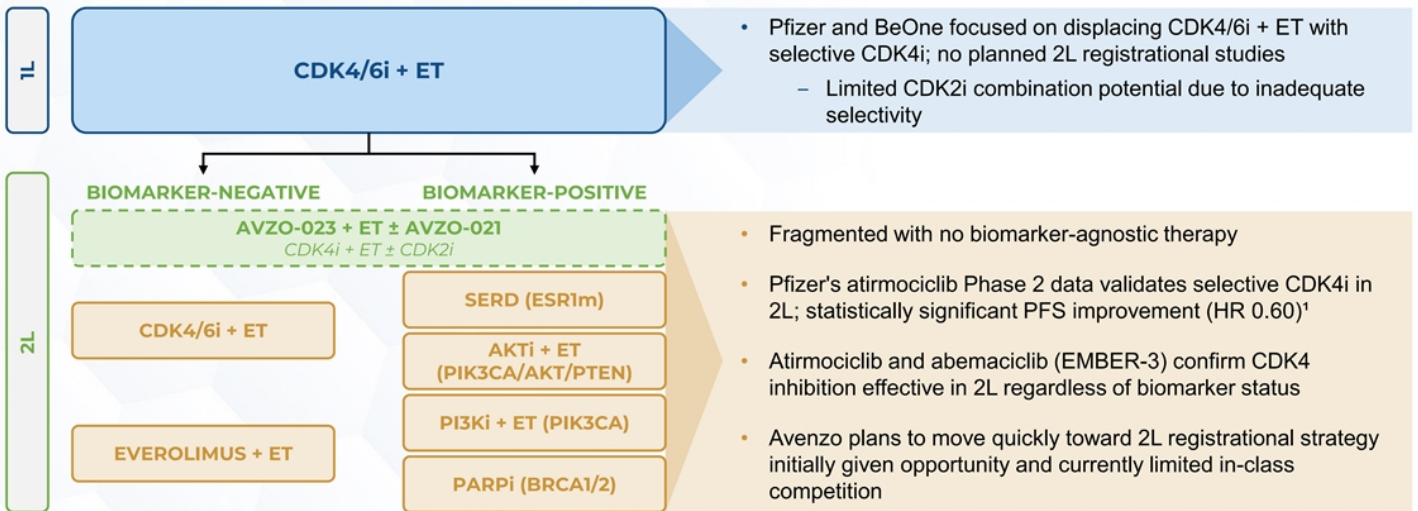 1L
CDK4/6i + ET
• Pfizer and BeOne focused on displacing CDK4/6i + ET with
selective CDK4i; no planned 2L registrational studies
– Limited CDK2i combination potential due to inadequate
selectivity
2L
BIOMARKER-NEGATIVE
BIOMARKER-POSITIVE
AVZO-023 + ET ± AVZO-021
CDK4i + ET ± CDK2i
CDK4/6i + ET
EVEROLIMUS + ET
SERD (ESR1m)
AKTi + ET
(PIK3CA/AKT/PTEN)
PI3Ki + ET (PIK3CA)
PARPi (BRCA1/2)
• Fragmented with no biomarker-agnostic therapy
• Pfizer's atirmociclib Phase 2 data validates selective CDK4i in
2L; statistically significant PFS improvement (HR 0.60)¹
• Atirmociclib and abemaciclib (EMBER-3) confirm CDK4
inhibition effective in 2L regardless of biomarker status
• Avenzo plans to move quickly toward 2L registrational strategy
initially given opportunity and currently limited in-class
competition